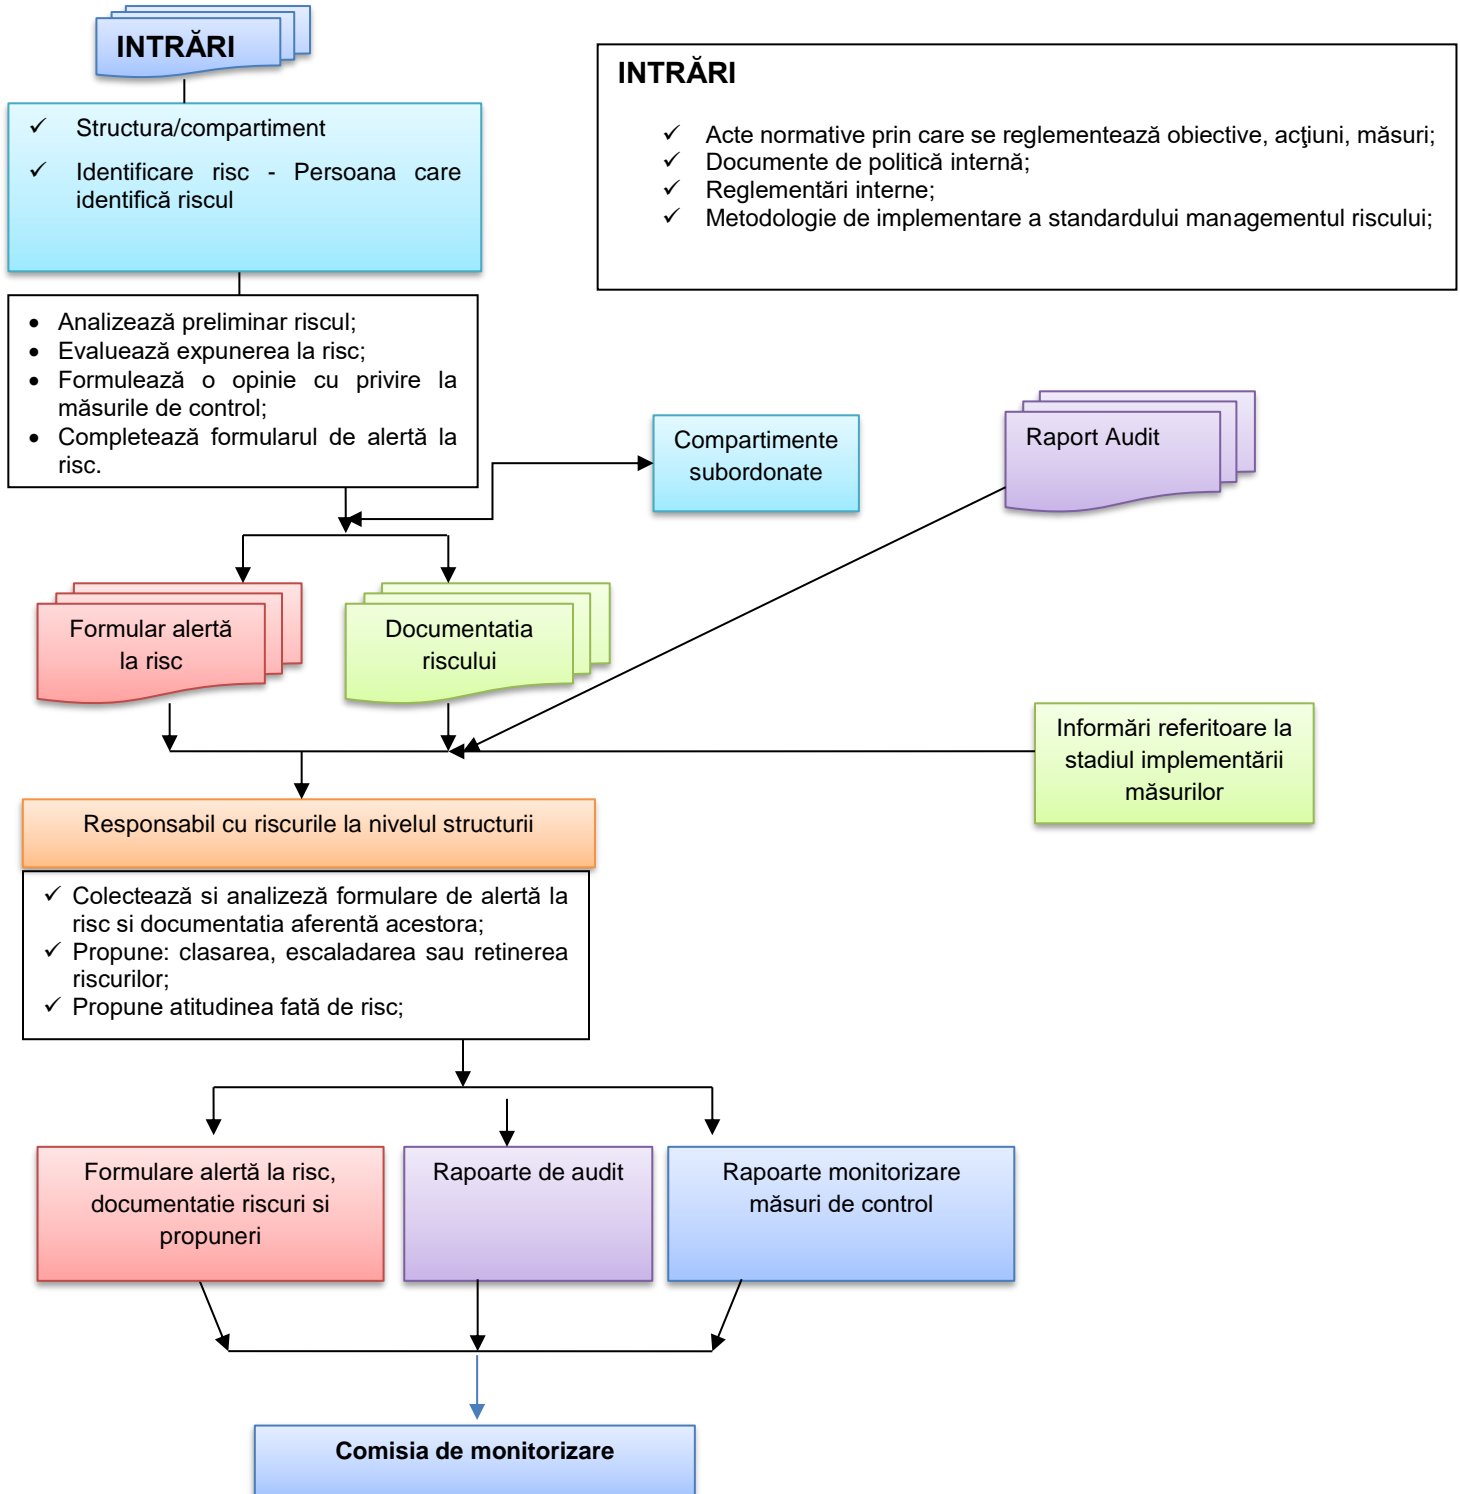 INTRĂRI
INTRĂRI
✓ Acte normative prin care se reglementează obiective, acţiuni, măsuri;
✓ Documente de politică internă;
✓ Reglementări interne;
✓ Metodologie de implementare a standardului managementul riscului;
✓ Structura/compartiment
✓ Identificare risc - Persoana care
identifică riscul
• Analizează preliminar riscul;
• Evaluează expunerea la risc;
• Formulează o opinie cu privire la
măsurile de control;
• Completează formularul de alertă la
risc.
Compartimente
subordonate
Raport Audit
Formular alertă
la risc
Documentatia
riscului
Informări referitoare la
stadiul implementării
măsurilor
Responsabil cu riscurile la nivelul structurii
✓ Colectează si analizeză formulare de alertă la
risc si documentatia aferentă acestora;
✓ Propune: clasarea, escaladarea sau retinerea
riscurilor;
✓ Propune atitudinea fată de risc;
Formulare alertă la risc,
documentatie riscuri si
propuneri
Rapoarte de audit
Rapoarte monitorizare
măsuri de control
Comisia de monitorizare